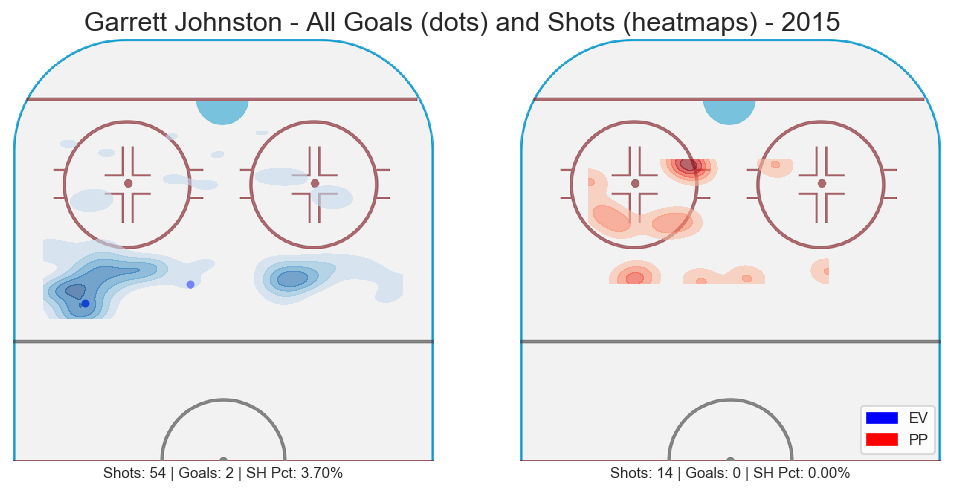 Garrett Johnston - All Goals (dots) and Shots (heatmaps) - 2015
EV
PP
Shots: 54 | Goals: 2 | SH Pct: 3.70%
Shots: 14 | Goals: 0 | SH Pct: 0.00%